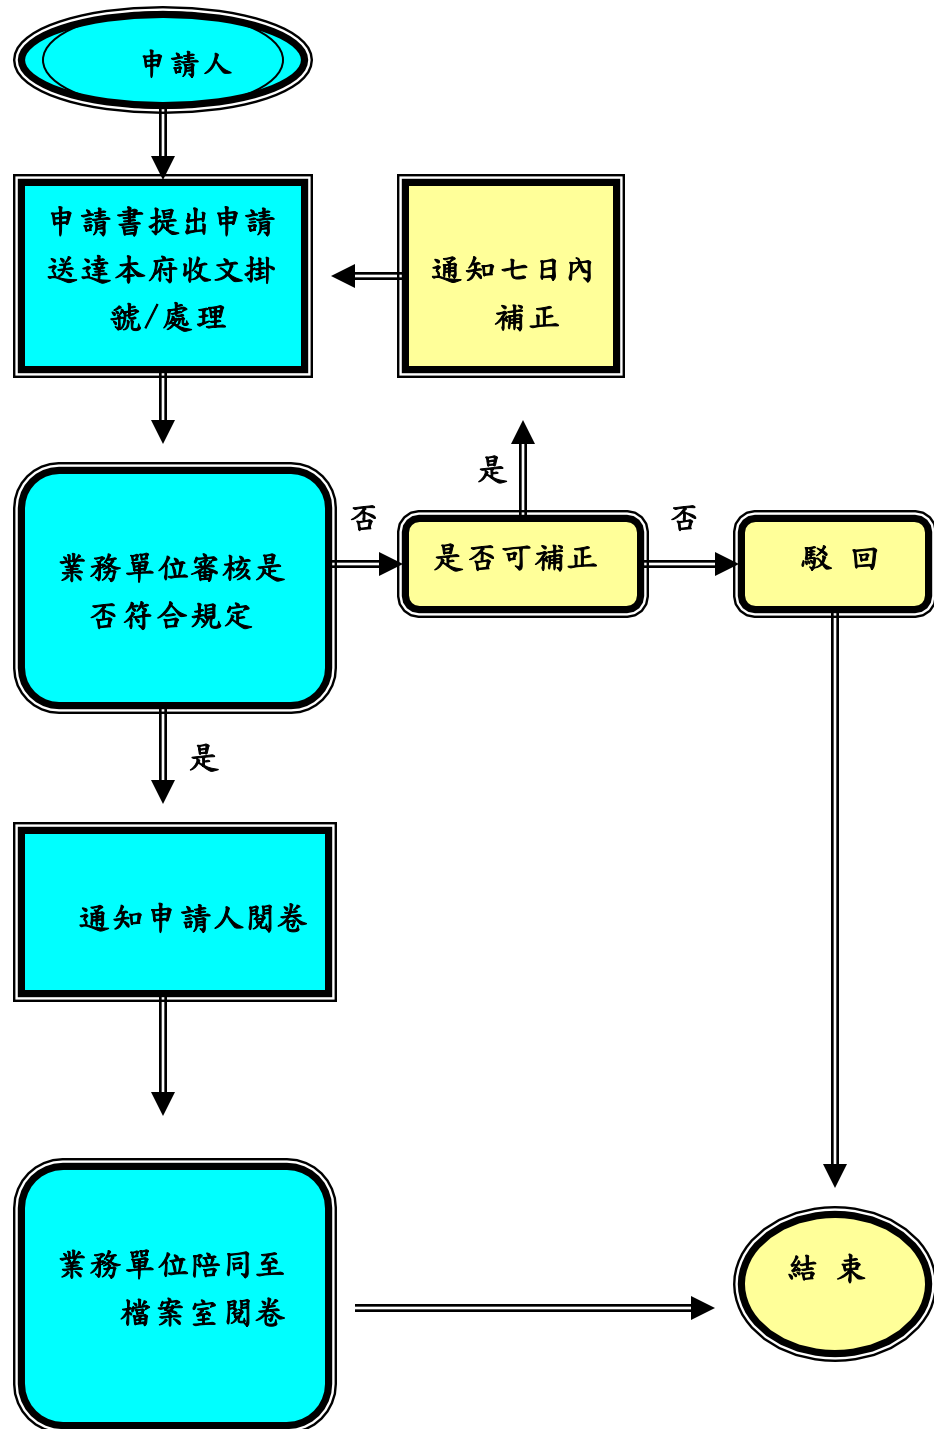 申請人
申請書提出申請
送達本府收文掛
號/處理
通知七日內
補正
是
否
否
業務單位審核是
否符合規定
是否可補正
駁 回
是
通知申請人閱卷
業務單位陪同至
檔案室閱卷
結 束